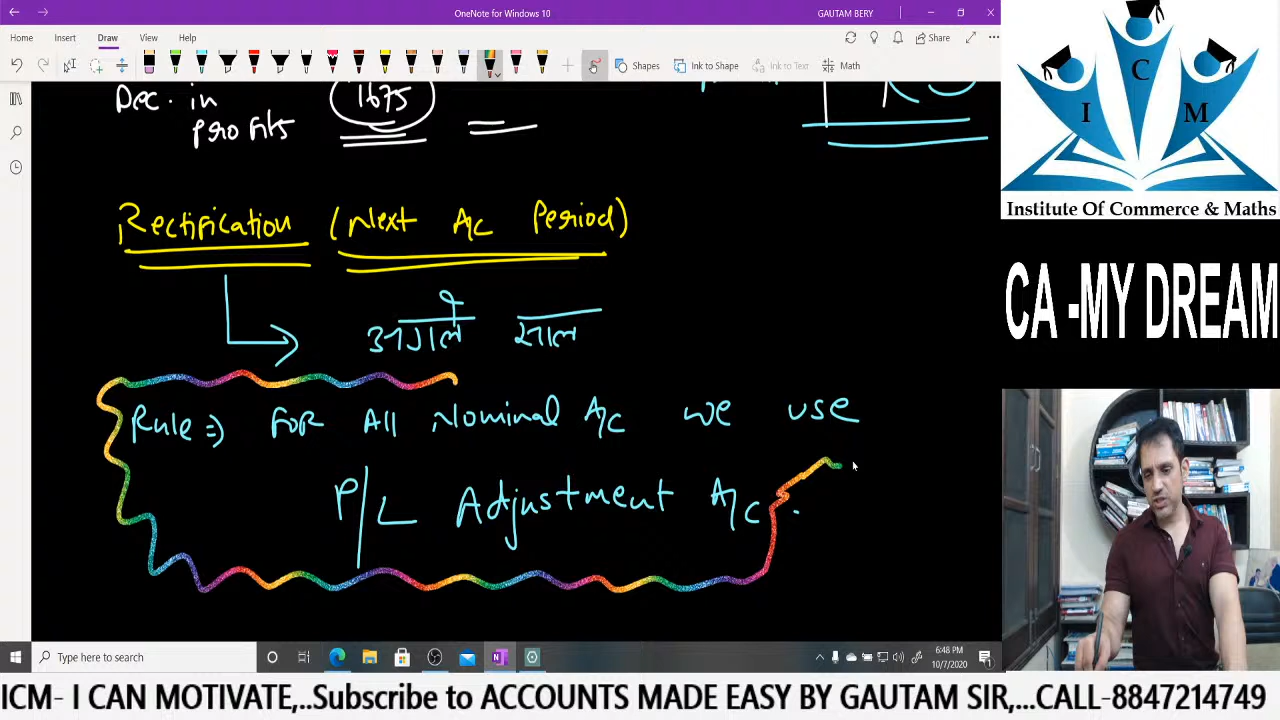 OneNote for Windows 10
GAUTAM BERY
Home Insert Draw View Help
Share
Shapes
Ink to Shape
Ink to Text
Math
Dec. in 1675
profits
Rectification (Next A/c Period)
अगले साल
Rule ⇒ For All Nominal A/c we use
P/L Adjustment A/c.
Type here to search
6:48 PM
10/7/2020
I C M
Institute Of Commerce & Maths
CA -MY DREAM
ICM- I CAN MOTIVATE,..Subscribe to ACCOUNTS MADE EASY BY GAUTAM SIR,...CALL-8847214749